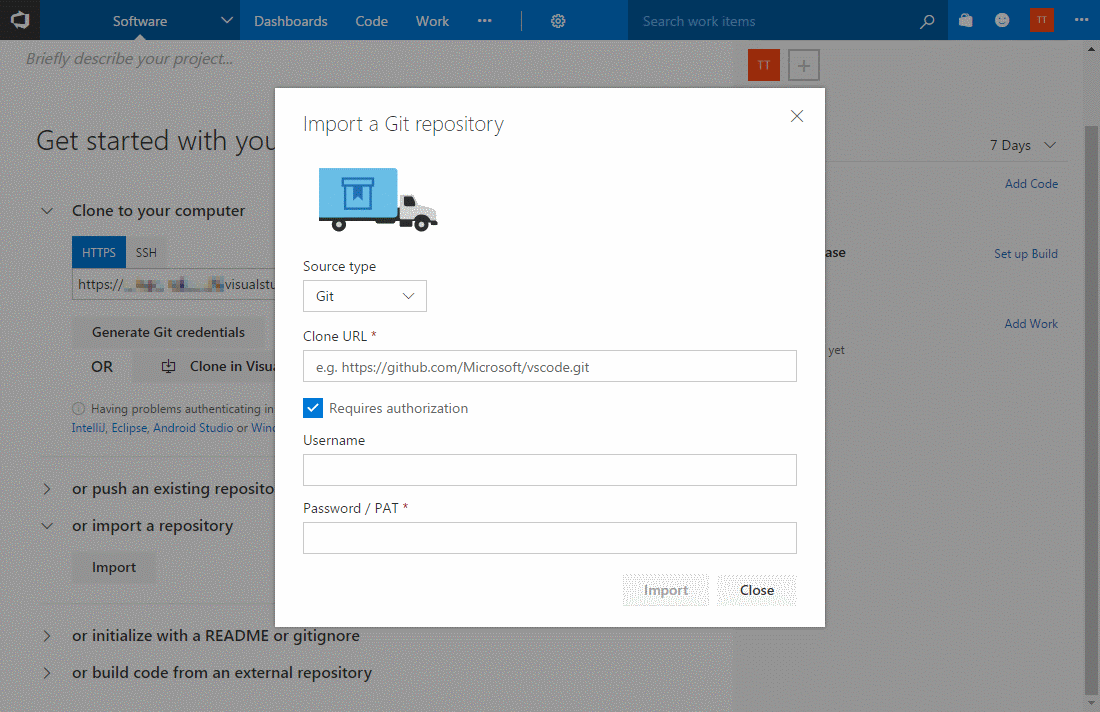 Software Dashboards Code Work ··· Search work items TT ···
Briefly describe your project...
TT
Get started with you
7 Days
Add Code
Clone to your computer
HTTPS SSH
https:// visualstu
Generate Git credentials
OR Clone in Visua
Having problems authenticating in
IntelliJ, Eclipse, Android Studio or Wind
or push an existing reposito
or import a repository
Import
or initialize with a README or gitignore
or build code from an external repository
ase
Set up Build
Add Work
yet
Import a Git repository
Source type
Git
Clone URL *
e.g. https://github.com/Microsoft/vscode.git
Requires authorization
Username
Password / PAT *
Import Close